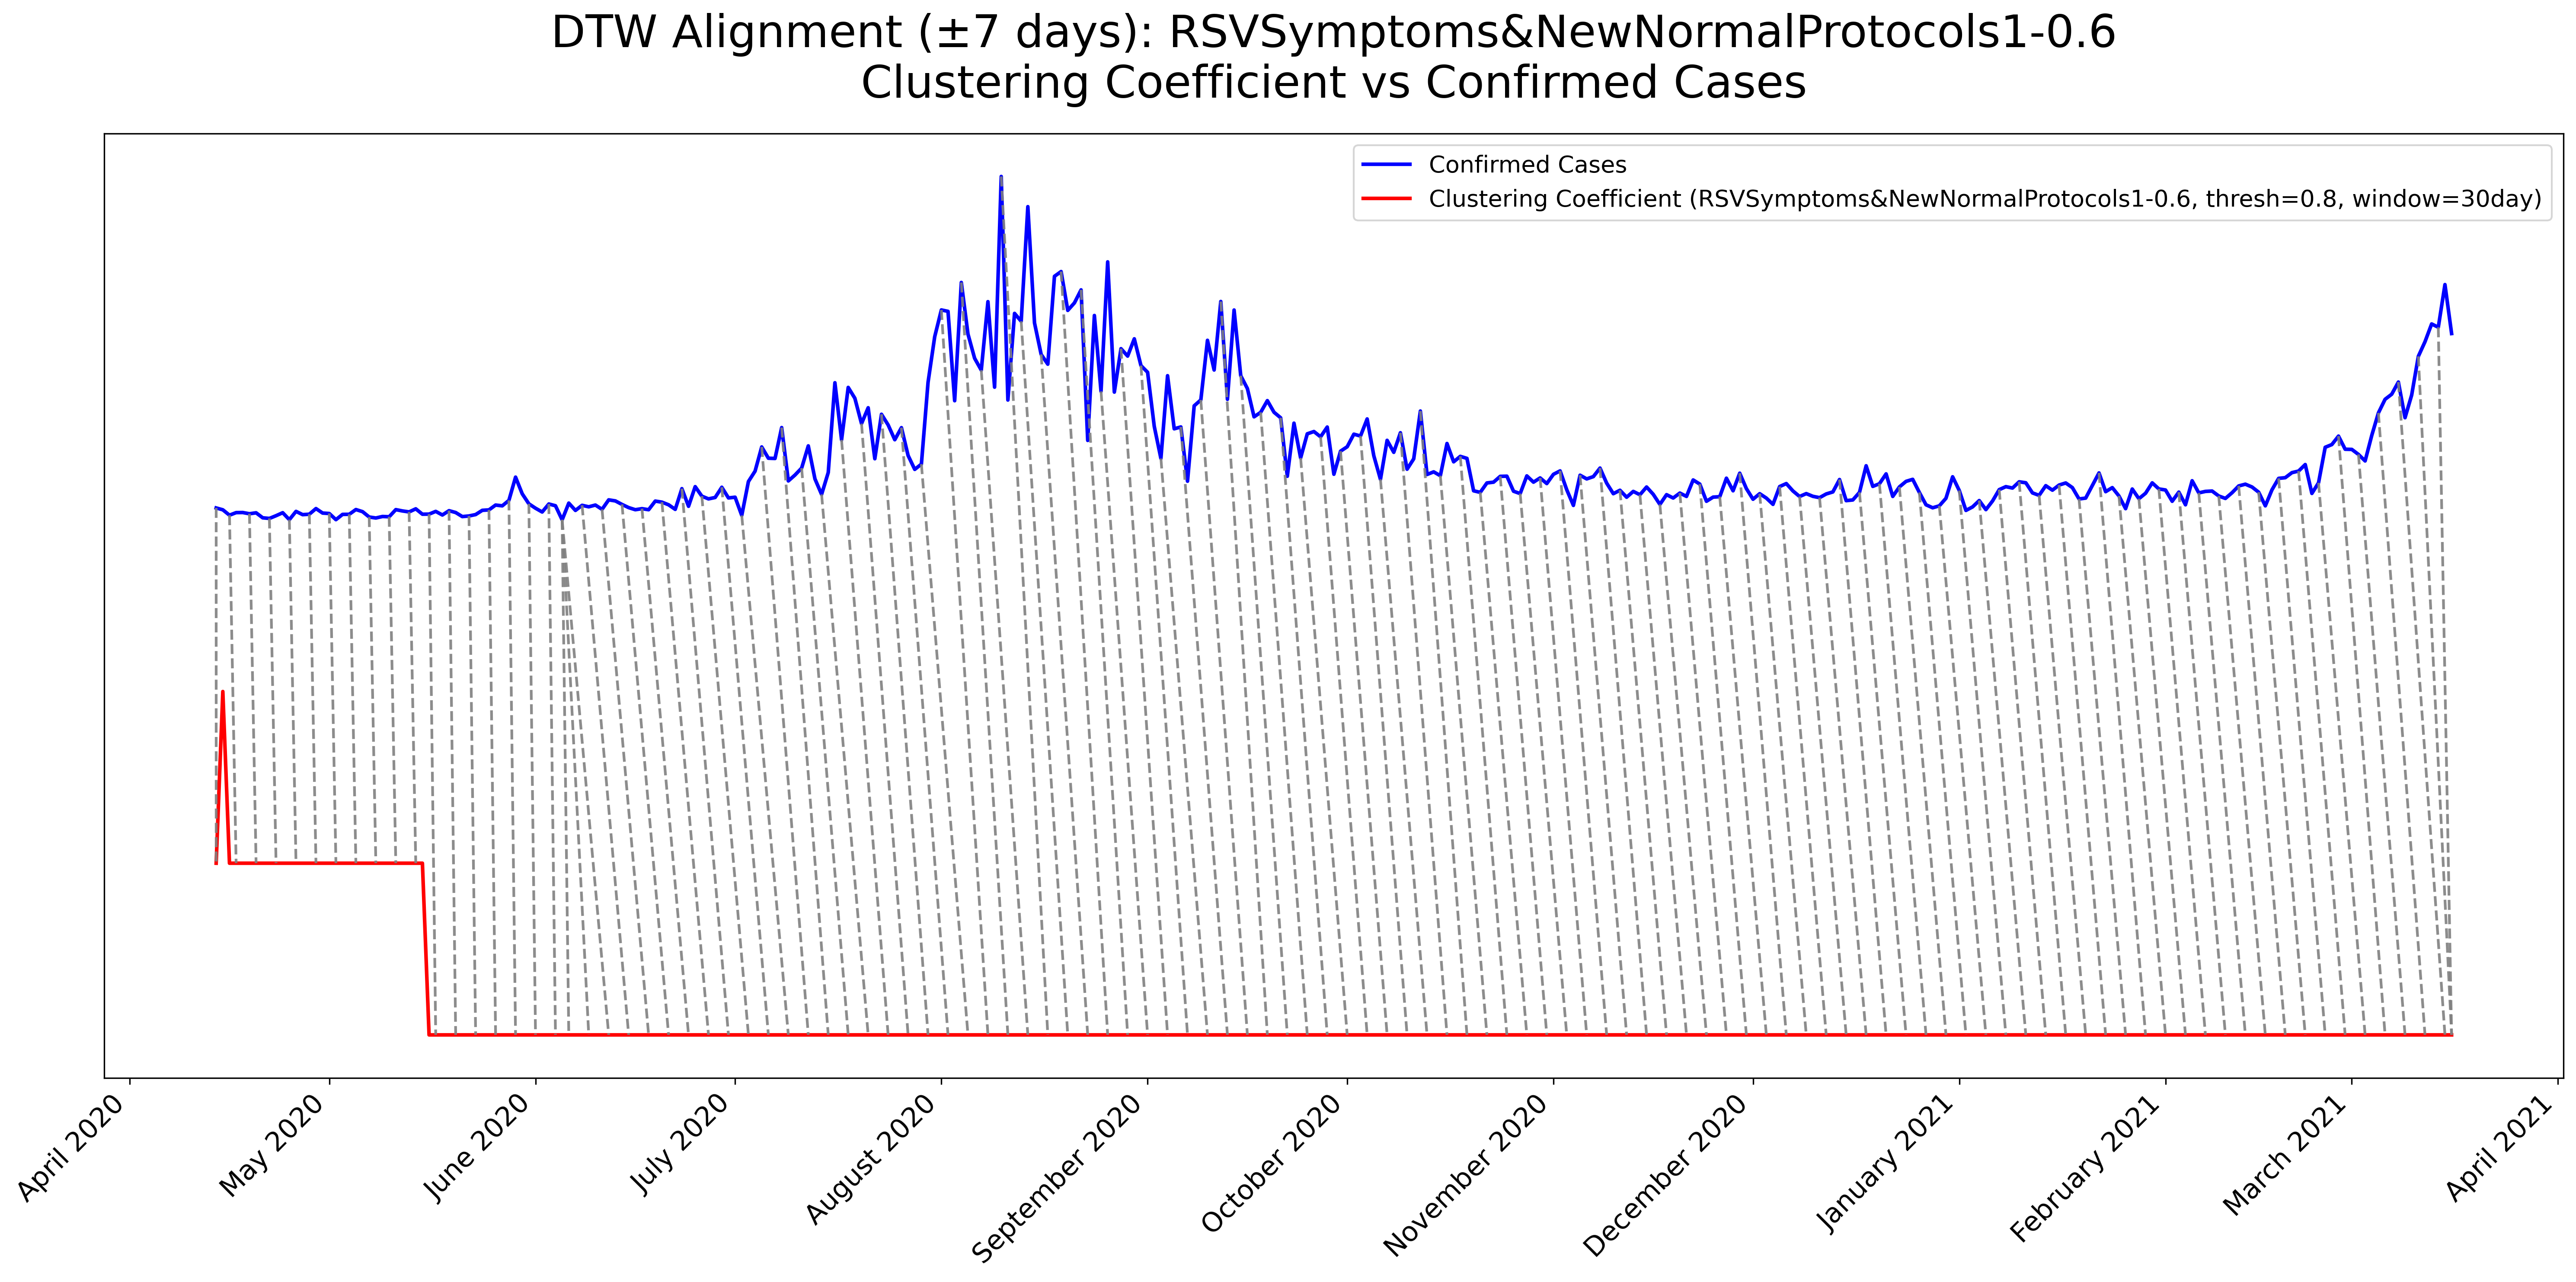 DTW Alignment (±7 days): RSVSymptoms&NewNormalProtocols1-0.6
Clustering Coefficient vs Confirmed Cases
Confirmed Cases
Clustering Coefficient (RSVSymptoms&NewNormalProtocols1-0.6, thresh=0.8, window=30day)
April 2020
May 2020
June 2020
July 2020
August 2020
September 2020
October 2020
November 2020
December 2020
January 2021
February 2021
March 2021
April 2021